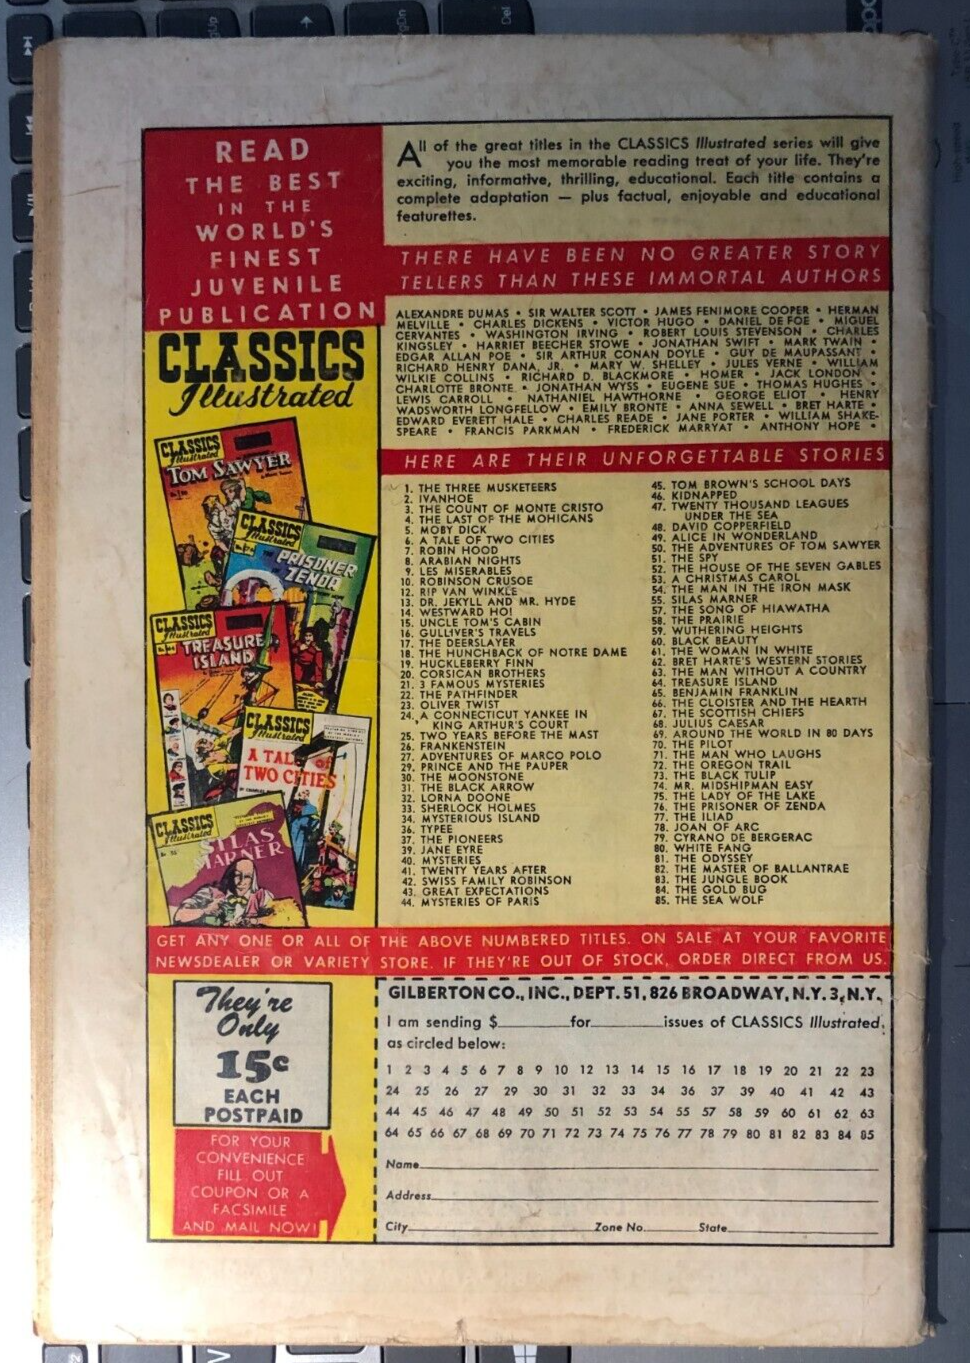 READ
THE BEST
IN THE
WORLD'S
FINEST
JUVENILE
PUBLICATION
CLASSICS
Illustrated
CLASSICS
Illustrated
TOM SAWYER
CLASSICS
Illustrated
THE
PRISONER
ZENDA
CLASSICS
Illustrated
TREASURE
ISLAND
CLASSICS
Illustrated
A TALE OF
TWO CITIES
CLASSICS
Illustrated
SILAS
MARNER
All of the great titles in the CLASSICS Illustrated series will give
you the most memorable reading treat of your life. They're
exciting, informative, thrilling, educational. Each title contains a
complete adaptation — plus factual, enjoyable and educational
featurettes.
THERE HAVE BEEN NO GREATER STORY
TELLERS THAN THESE IMMORTAL AUTHORS
ALEXANDRE DUMAS • SIR WALTER SCOTT • JAMES FENIMORE COOPER • HERMAN
MELVILLE • CHARLES DICKENS • VICTOR HUGO • DANIEL DE FOE • MIGUEL
CERVANTES • WASHINGTON IRVING • ROBERT LOUIS STEVENSON • CHARLES
KINGSLEY • HARRIET BEECHER STOWE • JONATHAN SWIFT • MARK TWAIN •
EDGAR ALLAN POE • SIR ARTHUR CONAN DOYLE • GUY DE MAUPASSANT •
RICHARD HENRY DANA, JR. • MARY W. SHELLEY • JULES VERNE • WILLIAM
WILKIE COLLINS • RICHARD D. BLACKMORE • HOMER • JACK LONDON •
CHARLOTTE BRONTE • JONATHAN WYSS • EUGENE SUE • THOMAS HUGHES •
LEWIS CARROLL • NATHANIEL HAWTHORNE • GEORGE ELIOT • HENRY
WADSWORTH LONGFELLOW • EMILY BRONTE • ANNA SEWELL • BRET HARTE •
EDWARD EVERETT HALE • CHARLES READE • JANE PORTER • WILLIAM SHAKE-
SPEARE • FRANCIS PARKMAN • FREDERICK MARRYAT • ANTHONY HOPE •
HERE ARE THEIR UNFORGETTABLE STORIES
1. THE THREE MUSKETEERS
2. IVANHOE
3. THE COUNT OF MONTE CRISTO
4. THE LAST OF THE MOHICANS
5. MOBY DICK
6. A TALE OF TWO CITIES
7. ROBIN HOOD
8. ARABIAN NIGHTS
9. LES MISERABLES
10. ROBINSON CRUSOE
12. RIP VAN WINKLE
13. DR. JEKYLL AND MR. HYDE
14. WESTWARD HO!
15. UNCLE TOM'S CABIN
16. GULLIVER'S TRAVELS
17. THE DEERSLAYER
18. THE HUNCHBACK OF NOTRE DAME
19. HUCKLEBERRY FINN
20. CORSICAN BROTHERS
21. 3 FAMOUS MYSTERIES
22. THE PATHFINDER
23. OLIVER TWIST
24. A CONNECTICUT YANKEE IN
KING ARTHUR'S COURT
25. TWO YEARS BEFORE THE MAST
26. FRANKENSTEIN
27. ADVENTURES OF MARCO POLO
29. PRINCE AND THE PAUPER
30. THE MOONSTONE
31. THE BLACK ARROW
32. LORNA DOONE
33. SHERLOCK HOLMES
34. MYSTERIOUS ISLAND
36. TYPEE
37. THE PIONEERS
39. JANE EYRE
40. MYSTERIES
41. TWENTY YEARS AFTER
42. SWISS FAMILY ROBINSON
43. GREAT EXPECTATIONS
44. MYSTERIES OF PARIS
45. TOM BROWN'S SCHOOL DAYS
46. KIDNAPPED
47. TWENTY THOUSAND LEAGUES
UNDER THE SEA
48. DAVID COPPERFIELD
49. ALICE IN WONDERLAND
50. THE ADVENTURES OF TOM SAWYER
51. THE SPY
52. THE HOUSE OF THE SEVEN GABLES
53. A CHRISTMAS CAROL
54. THE MAN IN THE IRON MASK
55. SILAS MARNER
57. THE SONG OF HIAWATHA
58. THE PRAIRIE
59. WUTHERING HEIGHTS
60. BLACK BEAUTY
61. THE WOMAN IN WHITE
62. BRET HARTE'S WESTERN STORIES
63. THE MAN WITHOUT A COUNTRY
64. TREASURE ISLAND
65. BENJAMIN FRANKLIN
66. THE CLOISTER AND THE HEARTH
67. THE SCOTTISH CHIEFS
68. JULIUS CAESAR
69. AROUND THE WORLD IN 80 DAYS
70. THE PILOT
71. THE MAN WHO LAUGHS
72. THE OREGON TRAIL
73. THE BLACK TULIP
74. MR. MIDSHIPMAN EASY
75. THE LADY OF THE LAKE
76. THE PRISONER OF ZENDA
77. THE ILIAD
78. JOAN OF ARC
79. CYRANO DE BERGERAC
80. WHITE FANG
81. THE ODYSSEY
82. THE MASTER OF BALLANTRAE
83. THE JUNGLE BOOK
84. THE GOLD BUG
85. THE SEA WOLF
GET ANY ONE OR ALL OF THE ABOVE NUMBERED TITLES. ON SALE AT YOUR FAVORITE
NEWSDEALER OR VARIETY STORE. IF THEY'RE OUT OF STOCK, ORDER DIRECT FROM US.
They're
Only
15c
EACH
POSTPAID
FOR YOUR
CONVENIENCE
FILL OUT
COUPON OR A
FACSIMILE
AND MAIL NOW!
GILBERTON CO., INC., DEPT. 51, 826 BROADWAY, N.Y. 3, N.Y.
I am sending $ for issues of CLASSICS Illustrated,
as circled below:
1 2 3 4 5 6 7 8 9 10 12 13 14 15 16 17 18 19 20 21 22 23
24 25 26 27 29 30 31 32 33 34 36 37 39 40 41 42 43
44 45 46 47 48 49 50 51 52 53 54 55 57 58 59 60 61 62 63
64 65 66 67 68 69 70 71 72 73 74 75 76 77 78 79 80 81 82 83 84 85
Name
Address
City Zone No. State